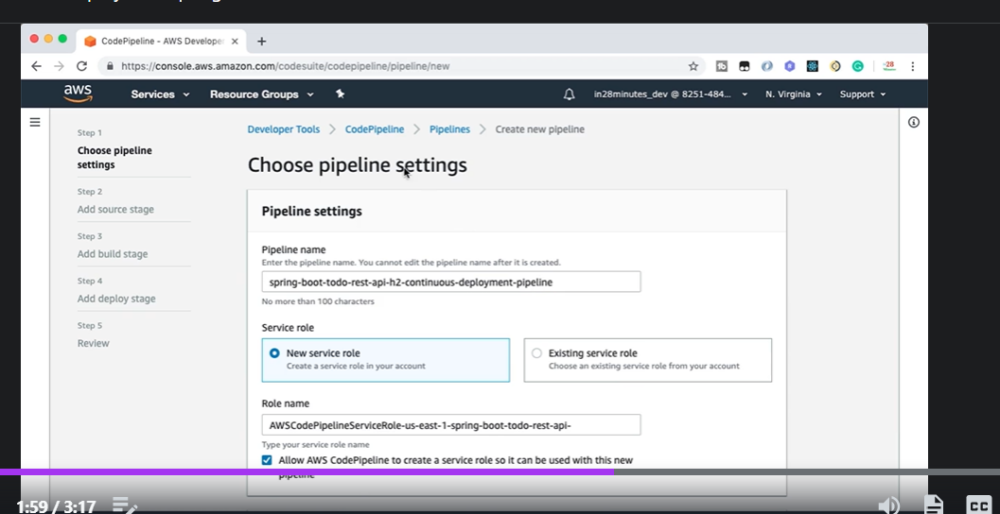 CodePipeline - AWS Developer
https://console.aws.amazon.com/codesuite/codepipeline/pipeline/new
-28
aws
Services
Resource Groups
in28minutes_dev @ 8251-484...
N. Virginia
Support
Step 1
Choose pipeline
settings
Step 2
Add source stage
Step 3
Add build stage
Step 4
Add deploy stage
Step 5
Review
Developer Tools > CodePipeline > Pipelines > Create new pipeline
Choose pipeline settings
Pipeline settings
Pipeline name
Enter the pipeline name. You cannot edit the pipeline name after it is created.
spring-boot-todo-rest-api-h2-continuous-deployment-pipeline
No more than 100 characters
Service role
New service role
Create a service role in your account
Existing service role
Choose an existing service role from your account
Role name
AWSCodePipelineServiceRole-us-east-1-spring-boot-todo-rest-api-
Type your service role name
Allow AWS CodePipeline to create a service role so it can be used with this new
pipeline
1:59 / 3:17
CC